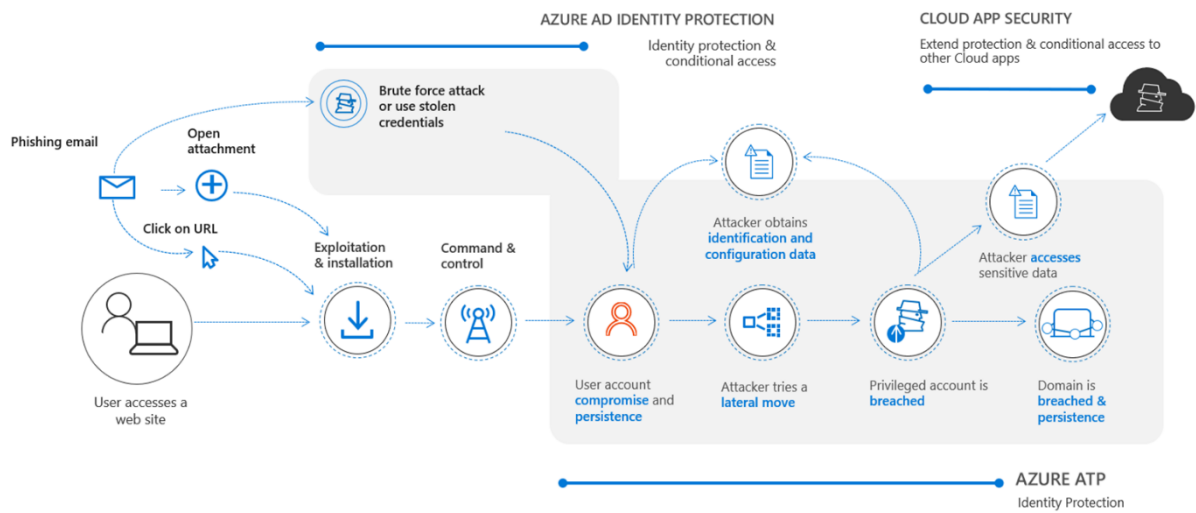 AZURE AD IDENTITY PROTECTION
Identity protection &
conditional access
CLOUD APP SECURITY
Extend protection & conditional access to
other Cloud apps
Brute force attack
or use stolen
credentials
Phishing email
Open
attachment
Click on URL
Exploitation
& installation
Command &
control
Attacker obtains
identification and
configuration data
Attacker accesses
sensitive data
User accesses a
web site
User account
compromise and
persistence
Attacker tries a
lateral move
Privileged account is
breached
Domain is
breached &
persistence
AZURE ATP
Identity Protection